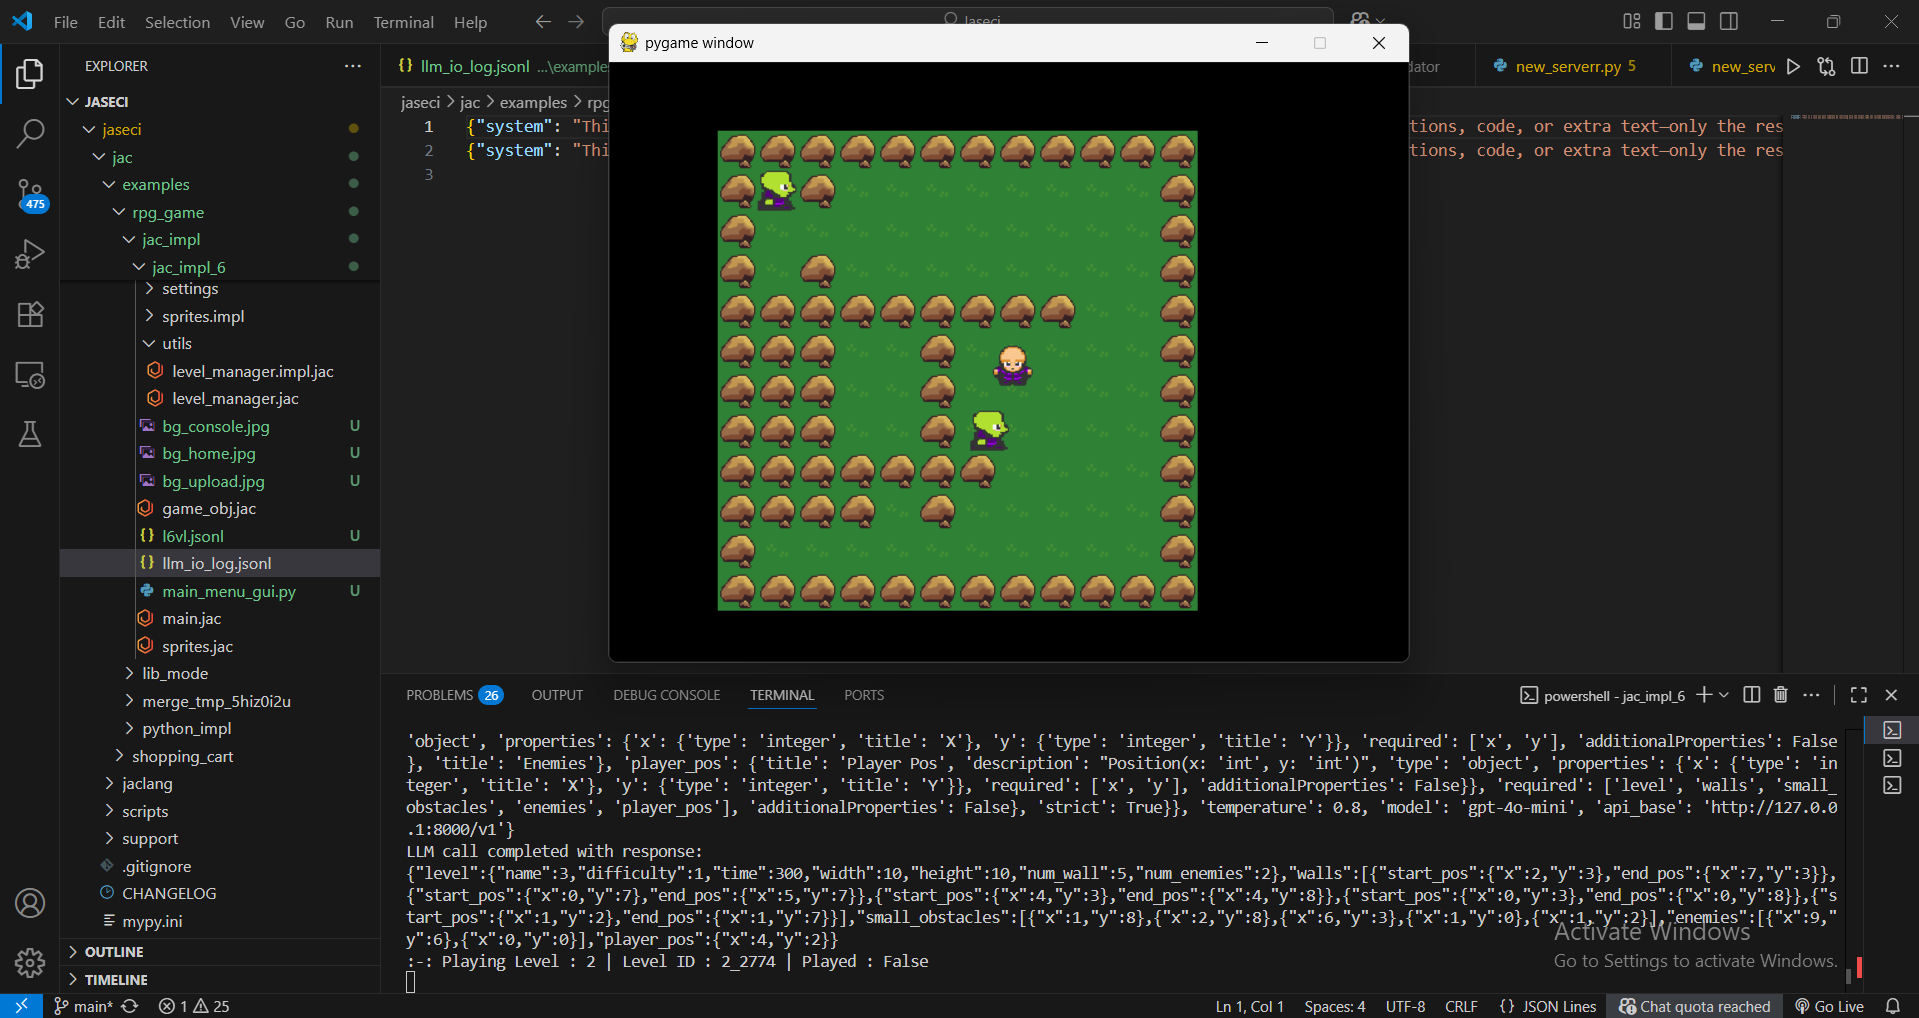 File Edit Selection View Go Run Terminal Help
Jaseci
pygame window
EXPLORER
JASECI
jaseci
jac
examples
rpg_game
jac_impl
jac_impl_6
settings
sprites.impl
utils
level_manager.impl.jac
level_manager.jac
bg_console.jpg U
bg_home.jpg U
bg_upload.jpg U
game_obj.jac
l6vl.jsonl U
llm_io_log.jsonl
main_menu_gui.py U
main.jac
sprites.jac
lib_mode
merge_tmp_5hiz0i2u
python_impl
shopping_cart
jaclang
scripts
support
.gitignore
CHANGELOG
mypy.ini
OUTLINE
TIMELINE
475
llm_io_log.jsonl ...\example
dator
new_serverr.py 5
new_serv
jaseci > jac > examples > rpg
1 {"system": "Thi
tions, code, or extra text—only the res
2 {"system": "Thi
tions, code, or extra text—only the res
3
PROBLEMS 26 OUTPUT DEBUG CONSOLE TERMINAL PORTS
powershell - jac_impl_6
'object', 'properties': {'x': {'type': 'integer', 'title': 'X'}, 'y': {'type': 'integer', 'title': 'Y'}}, 'required': ['x', 'y'], 'additionalProperties': False
}, 'title': 'Enemies'}, 'player_pos': {'title': 'Player Pos', 'description': "Position(x: 'int', y: 'int')", 'type': 'object', 'properties': {'x': {'type': 'in
teger', 'title': 'X'}, 'y': {'type': 'integer', 'title': 'Y'}}, 'required': ['x', 'y'], 'additionalProperties': False}}, 'required': ['level', 'walls', 'small_
obstacles', 'enemies', 'player_pos'], 'additionalProperties': False}, 'strict': True}}, 'temperature': 0.8, 'model': 'gpt-4o-mini', 'api_base': 'http://127.0.0
.1:8000/v1'}
LLM call completed with response:
{"level":{"name":3,"difficulty":1,"time":300,"width":10,"height":10,"num_wall":5,"num_enemies":2},"walls":[{"start_pos":{"x":2,"y":3},"end_pos":{"x":7,"y":3}},
{"start_pos":{"x":0,"y":7},"end_pos":{"x":5,"y":7}},{"start_pos":{"x":4,"y":3},"end_pos":{"x":4,"y":8}},{"start_pos":{"x":0,"y":3},"end_pos":{"x":0,"y":8}},{"s
tart_pos":{"x":1,"y":2},"end_pos":{"x":1,"y":7}}],"small_obstacles":[{"x":1,"y":8},{"x":2,"y":8},{"x":6,"y":3},{"x":1,"y":0},{"x":1,"y":2}],"enemies":[{"x":9,"
y":6},{"x":0,"y":0}],"player_pos":{"x":4,"y":2}}
:-: Playing Level : 2 | Level ID : 2_2774 | Played : False
Activate Windows
Go to Settings to activate Windows.
main* 1 25
Ln 1, Col 1 Spaces: 4 UTF-8 CRLF {} JSON Lines Chat quota reached Go Live